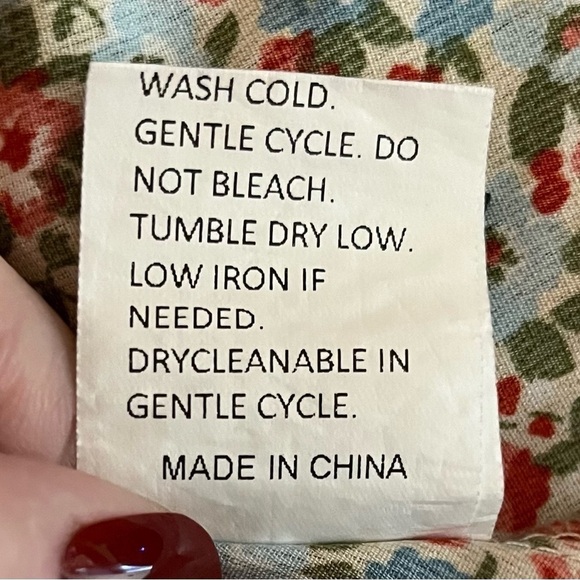 WASH COLD.
GENTLE CYCLE. DO
NOT BLEACH.
TUMBLE DRY LOW.
LOW IRON IF
NEEDED.
DRYCLEANABLE IN
GENTLE CYCLE.
MADE IN CHINA